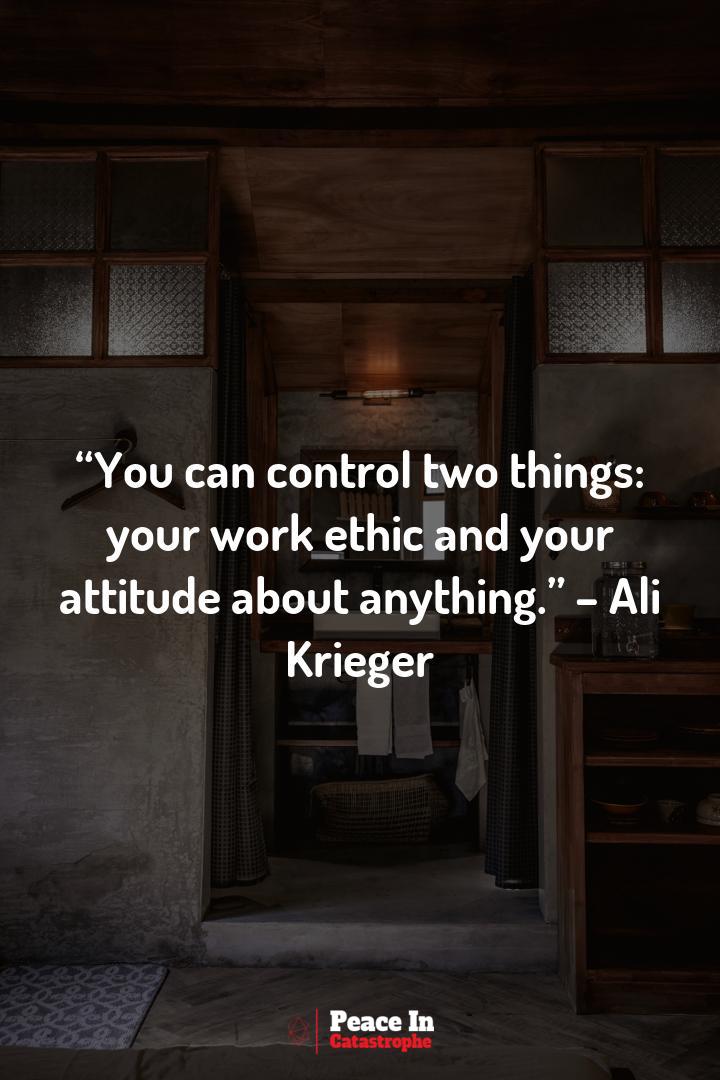 “You can control two things:
your work ethic and your
attitude about anything.” – Ali
Krieger
Peace In
Catastrophe